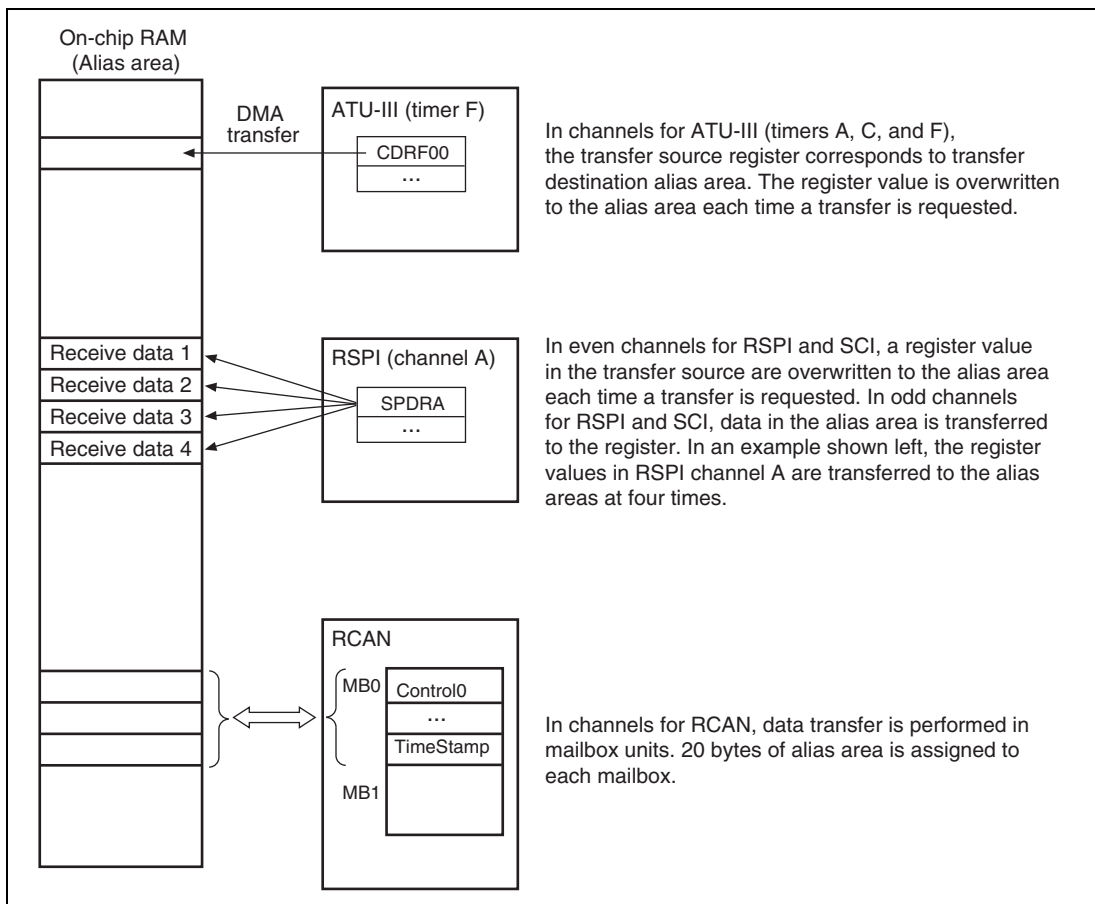 On-chip RAM
(Alias area)
DMA
transfer
ATU-III (timer F)
CDRF00
...
In channels for ATU-III (timers A, C, and F),
the transfer source register corresponds to transfer
destination alias area. The register value is overwritten
to the alias area each time a transfer is requested.
Receive data 1
Receive data 2
Receive data 3
Receive data 4
RSPI (channel A)
SPDRA
...
In even channels for RSPI and SCI, a register value
in the transfer source are overwritten to the alias area
each time a transfer is requested. In odd channels
for RSPI and SCI, data in the alias area is transferred
to the register. In an example shown left, the register
values in RSPI channel A are transferred to the alias
areas at four times.
RCAN
MB0
Control0
...
TimeStamp
MB1
In channels for RCAN, data transfer is performed in
mailbox units. 20 bytes of alias area is assigned to
each mailbox.